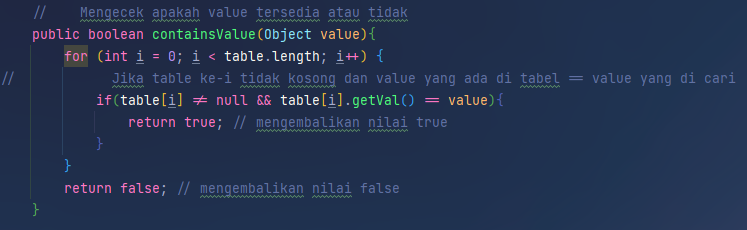 //    Mengecek apakah value tersedia atau tidak
    public boolean containsValue(Object value){
        for (int i = 0; i < table.length; i++) {
//            Jika table ke-i tidak kosong dan value yang ada di tabel == value yang di cari
            if(table[i] != null && table[i].getVal() == value){
                return true; // mengembalikan nilai true
            }
        }
        return false; // mengembalikan nilai false
    }